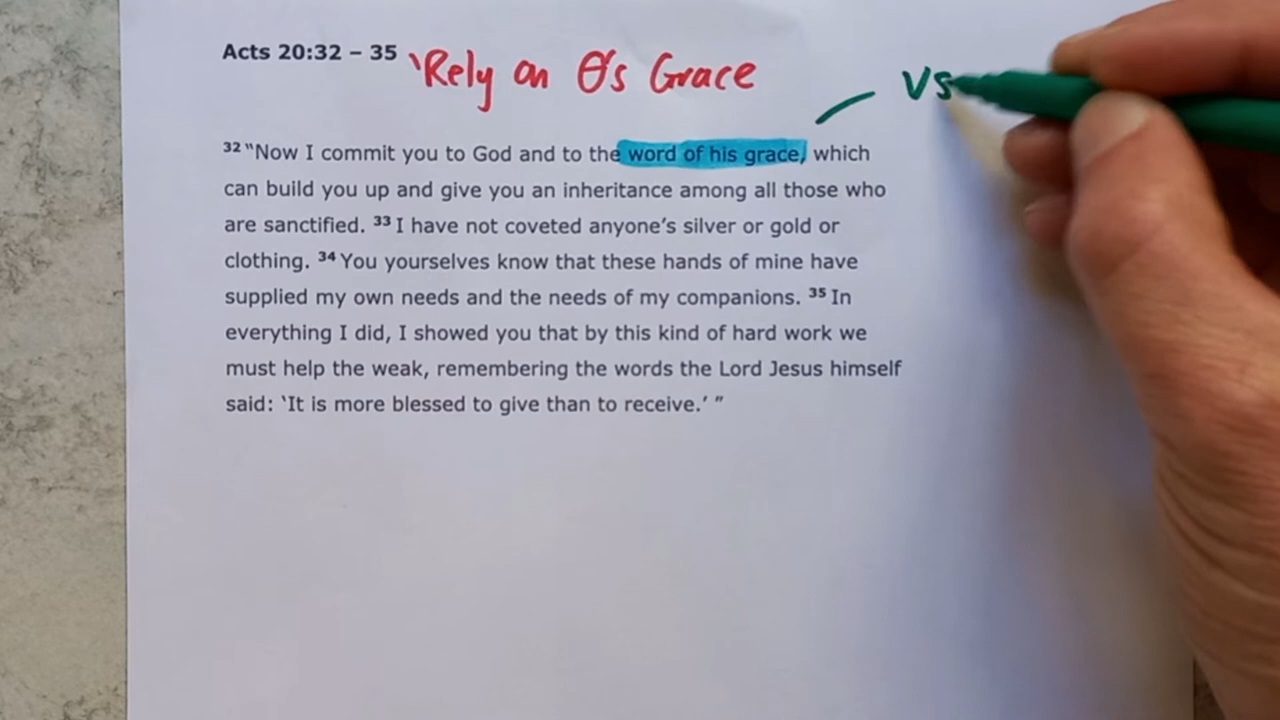 Acts 20:32 – 35 'Rely on θ's Grace
vs
32 "Now I commit you to God and to the word of his grace, which
can build you up and give you an inheritance among all those who
are sanctified. 33 I have not coveted anyone's silver or gold or
clothing. 34 You yourselves know that these hands of mine have
supplied my own needs and the needs of my companions. 35 In
everything I did, I showed you that by this kind of hard work we
must help the weak, remembering the words the Lord Jesus himself
said: 'It is more blessed to give than to receive.' "